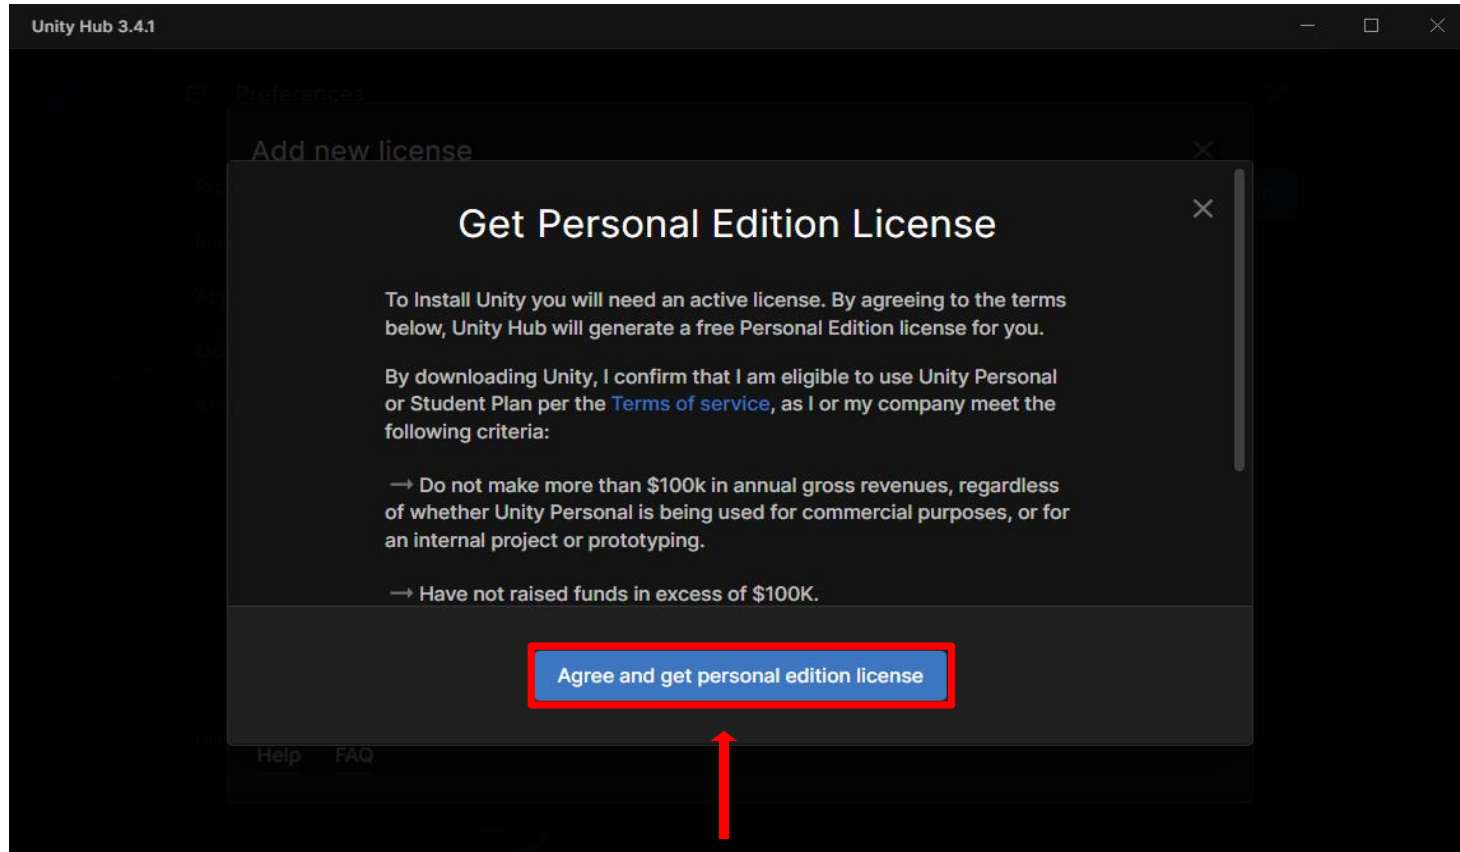 Unity Hub 3.4.1
Preferences
Add new license
Get Personal Edition License
To Install Unity you will need an active license. By agreeing to the terms
below, Unity Hub will generate a free Personal Edition license for you.
By downloading Unity, I confirm that I am eligible to use Unity Personal
or Student Plan per the Terms of service, as I or my company meet the
following criteria:
→ Do not make more than $100k in annual gross revenues, regardless
of whether Unity Personal is being used for commercial purposes, or for
an internal project or prototyping.
→ Have not raised funds in excess of $100K.
Agree and get personal edition license
Help FAQ